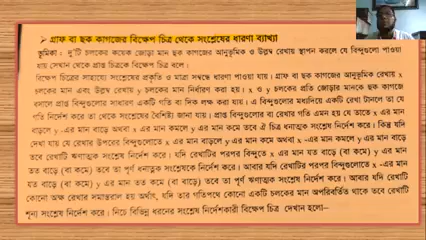 গ্রাফ বা ছক কাগজের বিক্ষেপ চিত্র থেকে সংশ্লেষের ধারণা ব্যাখ্যা
ভূমিকা: দু'টি চলকের কয়েক জোড়া মান ছক কাগজের আনুভূমিক ও উল্লম্ব রেখায় স্থাপন করলে যে বিন্দুগুলো পাওয়া
যায় সেখান থেকে প্রাপ্ত চিত্রকে বিক্ষেপ চিত্র বলে।
বিক্ষেপ চিত্রের সাহায্যে সংশ্লেষের প্রকৃতি ও মাত্রা সম্বন্ধে ধারণা পাওয়া যায়। গ্রাফ বা ছক কাগজের আনুভূমিক রেখায় x
চলকের মান এবং উল্লম্ব রেখায় y চলকের মান নির্ধারণ করা হয়। x ও y চলকের প্রতি জোড়ার মানকে ছক কাগজে
বসালে প্রাপ্ত বিন্দুগুলোর সাধারণ একটি গতি বা দিক লক্ষ করা যায়। এ বিন্দুগুলোর মধ্যদিয়ে একটি রেখা টানলে তা যে
গতি নির্দেশ করে তা থেকে সংশ্লেষের বৈশিষ্ট্য জানা যায়। প্রাপ্ত বিন্দুগুলোর বা রেখার গতি এমন হয় যে তাতে x এর মান
বাড়লে y -এর মান বাড়ে অথবা x এর মান কমলে y এর মান কমে তবে ঐ চিত্র ধনাত্মক সংশ্লেষ নির্দেশ করে। কিন্তু যদি
দেখা যায় যে রেখার উপরের বিন্দুগুলোতে x এর মান বাড়লে y এর মান কমে অথবা x -এর মান কমলে y এর মান বাড়ে
তবে রেখাটি ঋণাত্মক সংশ্লেষ নির্দেশ করে। যদি রেখাটির পরপর বিন্দুতে x এর মান যত বাড়ে (বা কমে) y এর মান
তত বাড়ে (বা কমে) তবে তা পূর্ণ ধনাত্মক সংশ্লেষকে নির্দেশ করে। আবার যদি রেখাটির পরপর বিন্দুগুলোতে x -এর মান
যত বাড়ে (বা কমে) y এর মান তত কমে (বা বাড়ে) তবে তা পূর্ণ ঋণাত্মক সংশ্লেষ নির্দেশ করে। আবার যদি রেখাটি
কোনো অক্ষ রেখার সমান্তরাল হয় অর্থাৎ, যদি তার গতিপথে কোনো একটি চলকের মান অপরিবর্তিত থাকে তবে রেখাটি
শূন্য সংশ্লেষ নির্দেশ করে। নিচে বিভিন্ন ধরনের সংশ্লেষ নির্দেশকারী বিক্ষেপ চিত্র দেখান হলো—